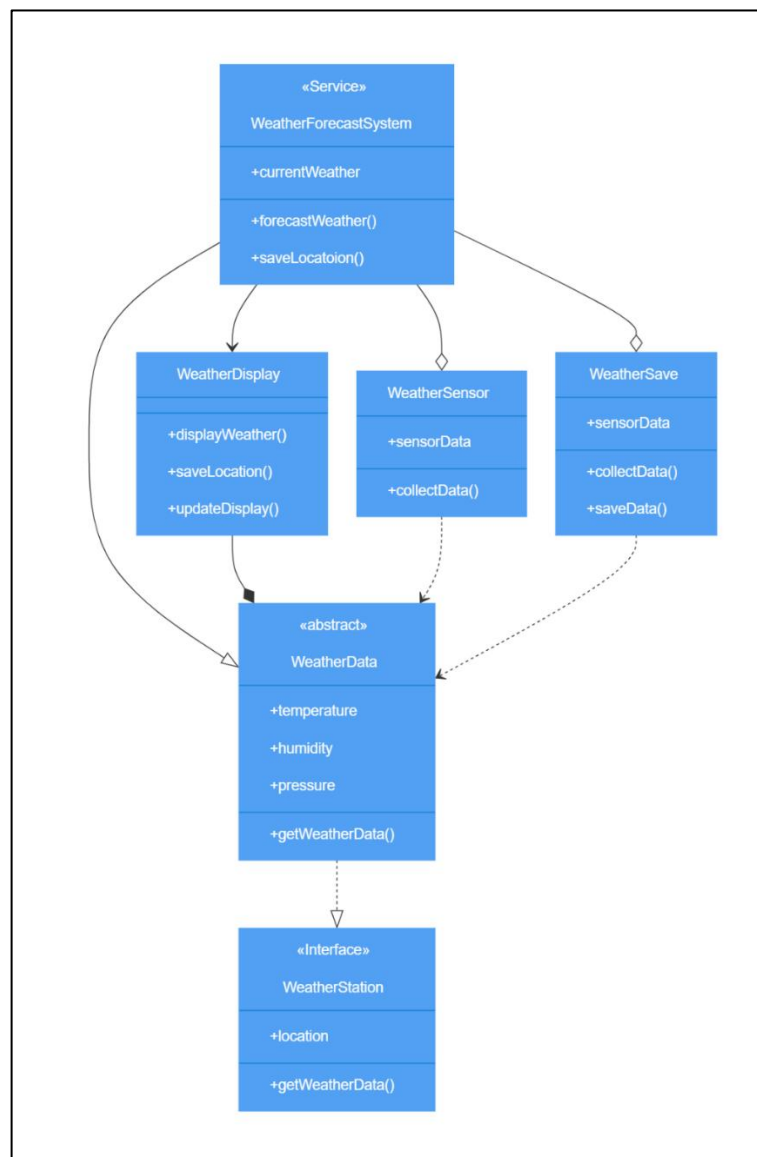 «Service»
WeatherForecastSystem
+currentWeather
+forecastWeather()
+saveLocatoion()
WeatherDisplay
+displayWeather()
+saveLocation()
+updateDisplay()
WeatherSensor
+sensorData
+collectData()
WeatherSave
+sensorData
+collectData()
+saveData()
«abstract»
WeatherData
+temperature
+humidity
+pressure
+getWeatherData()
«Interface»
WeatherStation
+location
+getWeatherData()